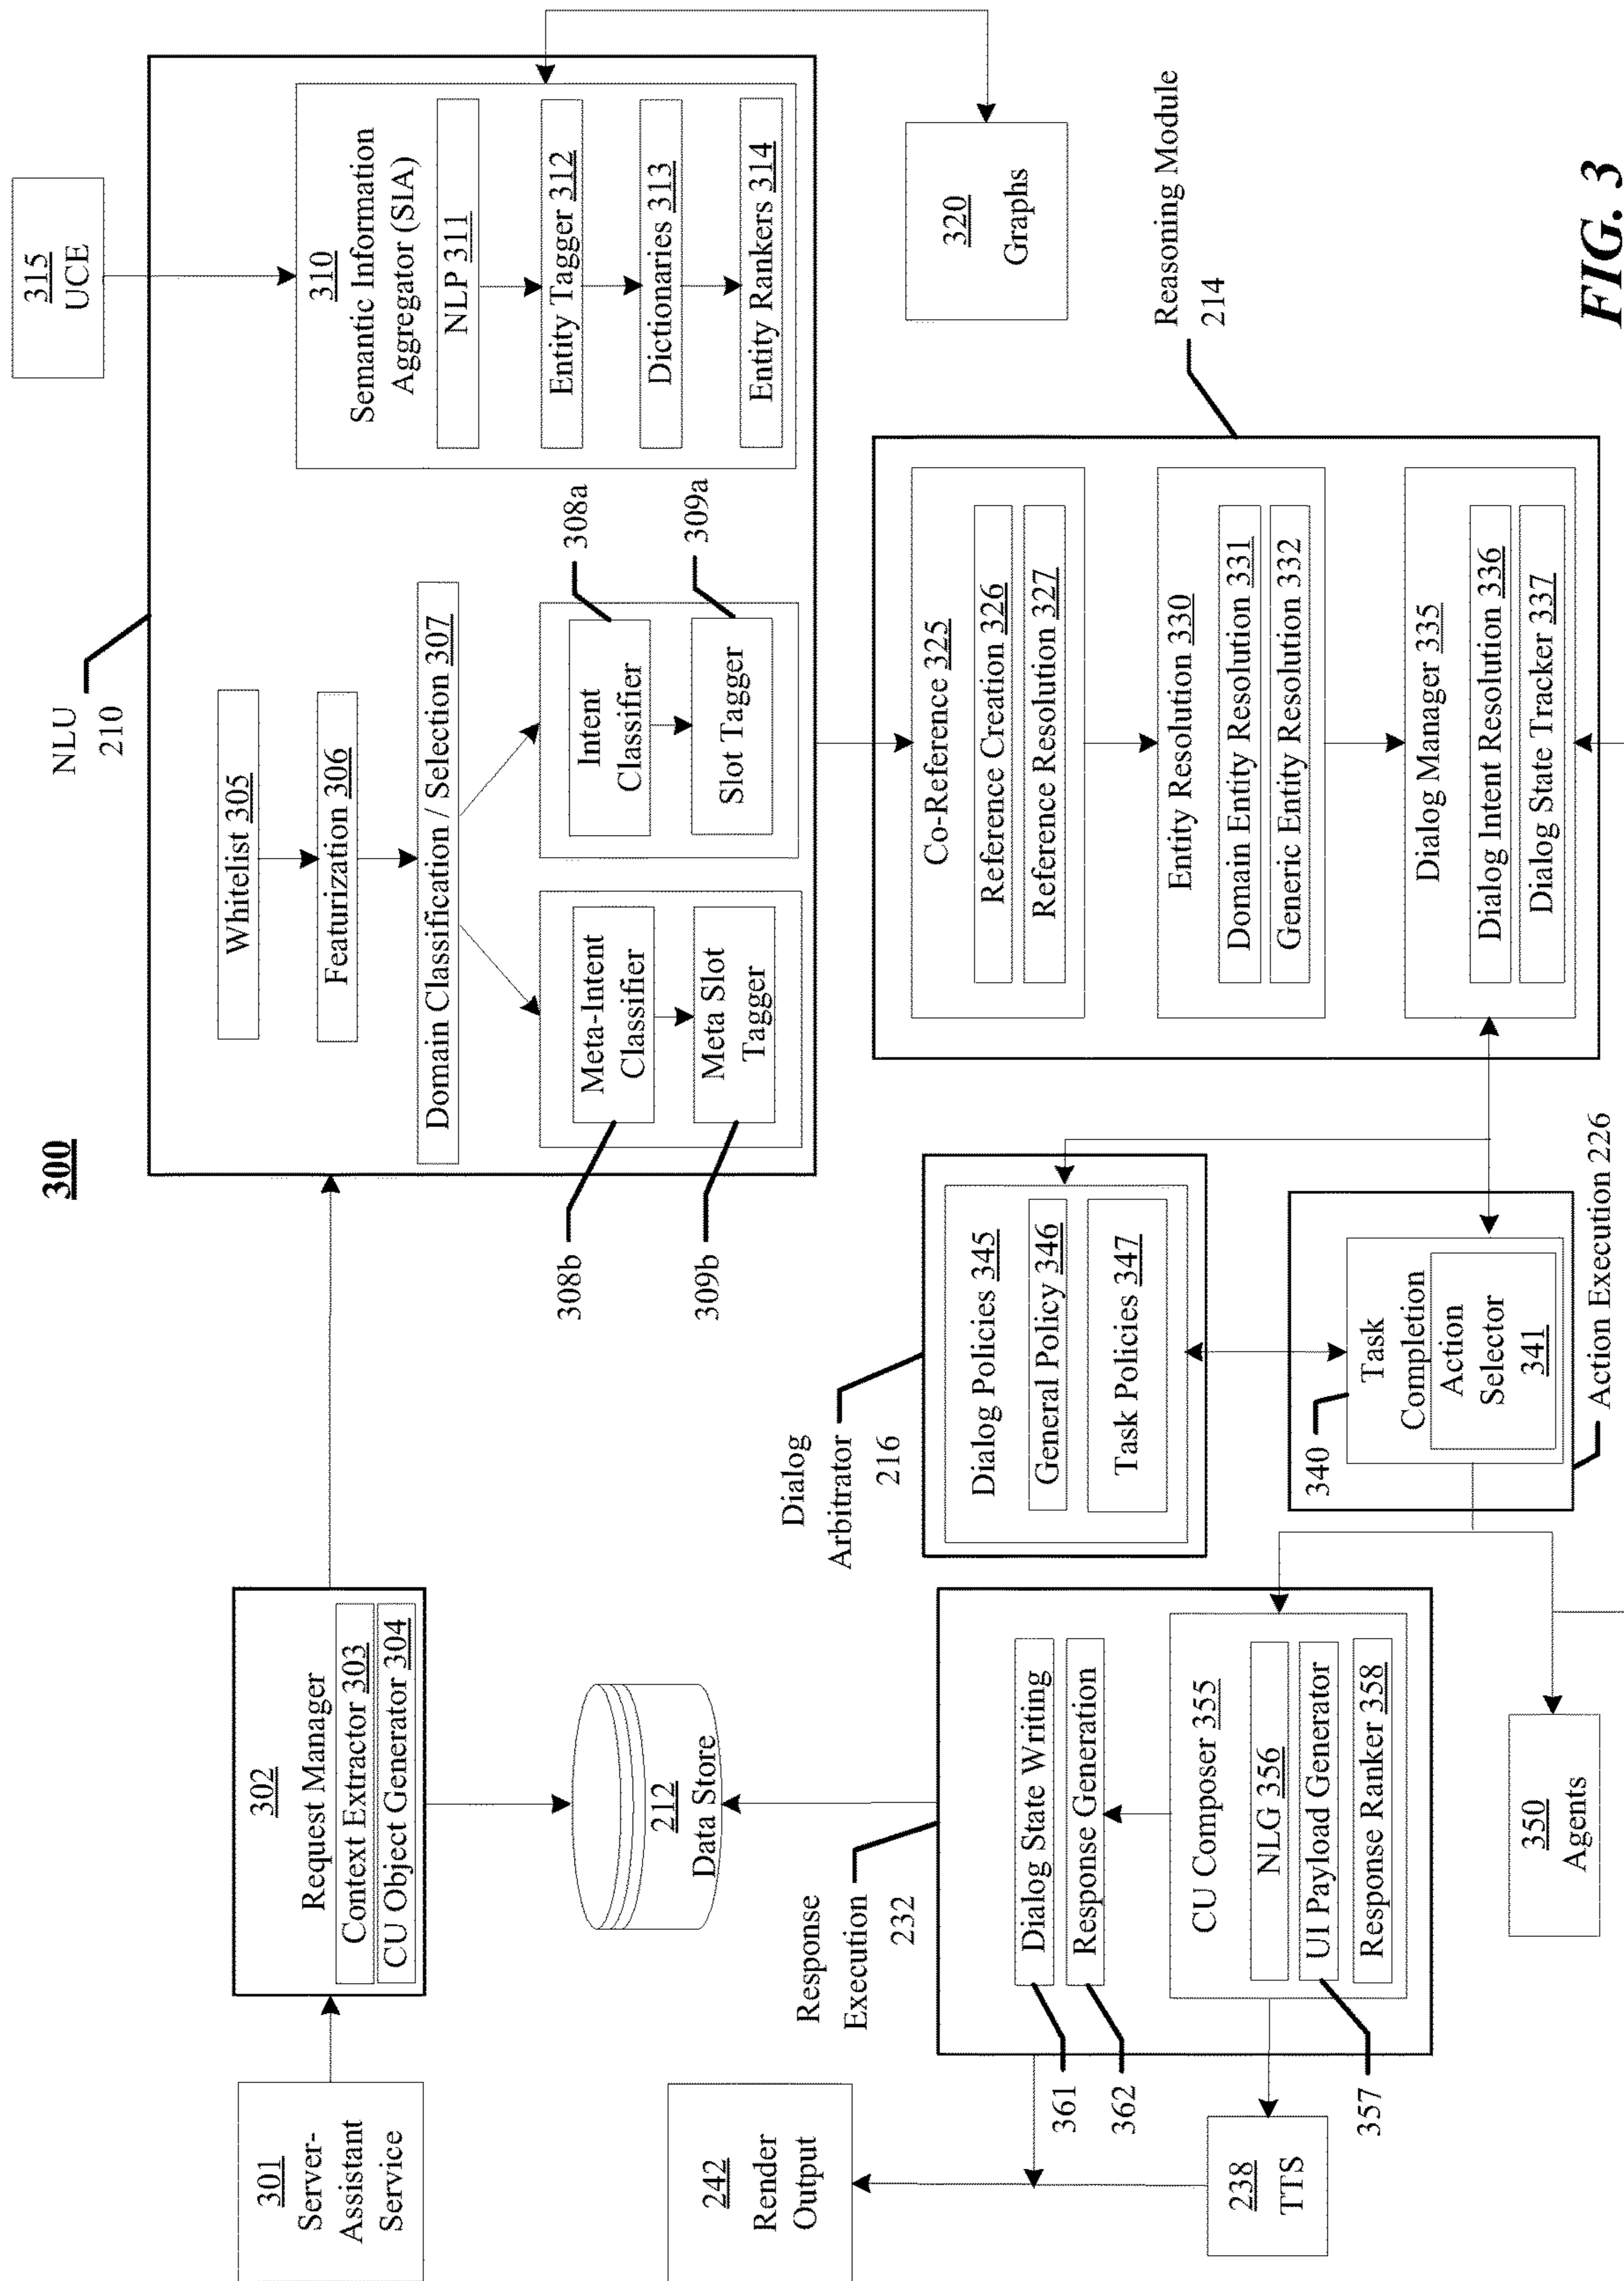 300
301
Server-
Assistant
Service
302
Request Manager
Context Extractor 303
CU Object Generator 304
212
Data Store
NLU
210
Whitelist 305
Featurization 306
Domain Classification / Selection 307
Meta-Intent
Classifier
Meta Slot
Tagger
308b
309b
Intent
Classifier
Slot Tagger
308a
309a
310
Semantic Information
Aggregator (SIA)
NLP 311
Entity Tagger 312
Dictionaries 313
Entity Rankers 314
315
UCE
320
Graphs
Reasoning Module
214
Co-Reference 325
Reference Creation 326
Reference Resolution 327
Entity Resolution 330
Domain Entity Resolution 331
Generic Entity Resolution 332
Dialog Manager 335
Dialog Intent Resolution 336
Dialog State Tracker 337
Dialog
Arbitrator
216
Dialog Policies 345
General Policy 346
Task Policies 347
340
Task
Completion
Action
Selector
341
Action Execution 226
350
Agents
Response
Execution
232
Dialog State Writing
Response Generation
361
362
CU Composer 355
NLG 356
UI Payload Generator
Response Ranker 358
357
242
Render
Output
238
TTS
FIG. 3